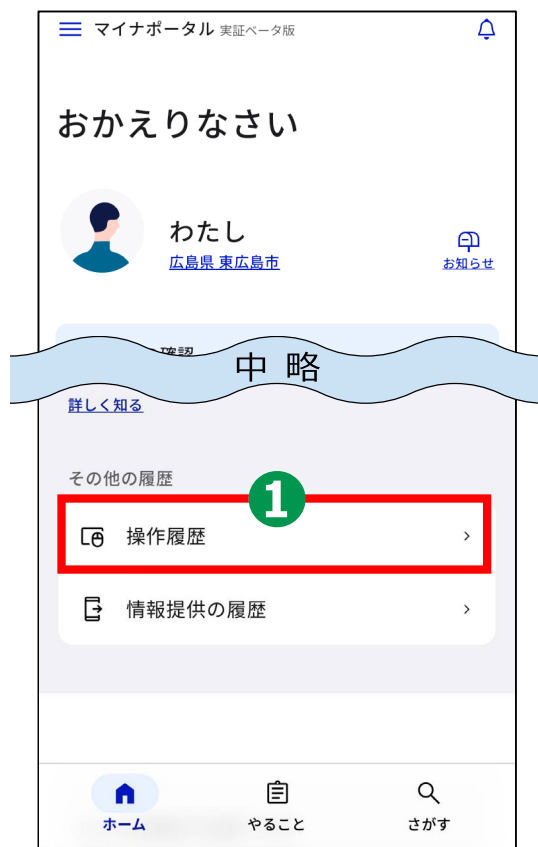 マイナポータル 実証ベータ版
おかえりなさい
わたし
広島県 東広島市
お知らせ
確認
中 略
詳しく知る
その他の履歴
1
操作履歴
情報提供の履歴
ホーム
やること
さがす